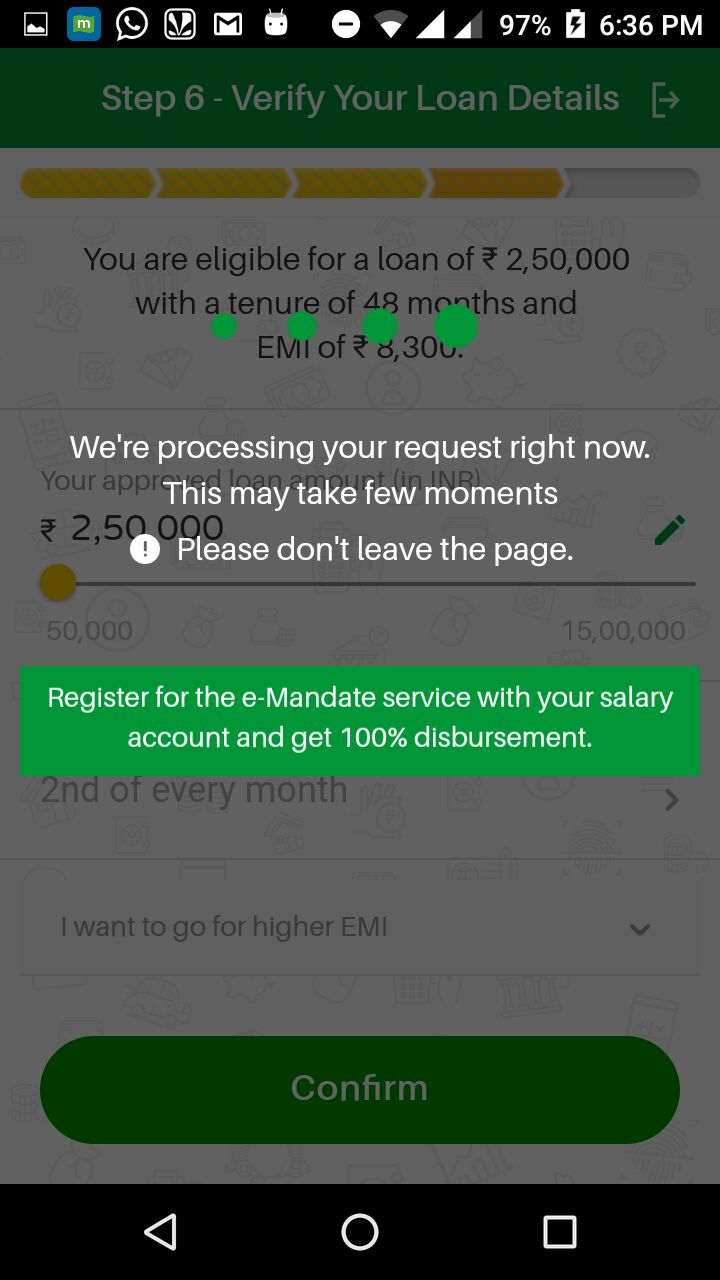 97% 6:36 PM
Step 6 - Verify Your Loan Details
You are eligible for a loan of ₹ 2,50,000
with a tenure of 48 months and
EMI of ₹ 8,300.
We're processing your request right now.
Your approved loan amount (in INR)
This may take few moments
₹ 2,50,000
Please don't leave the page.
50,000 15,00,000
Register for the e-Mandate service with your salary
account and get 100% disbursement.
2nd of every month
I want to go for higher EMI
Confirm